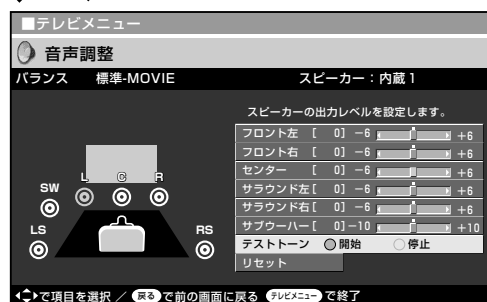 ■テレビメニュー
音声調整
バランス 標準-MOVIE スピーカー：内蔵1
スピーカーの出力レベルを設定します。
フロント左 [ 0] −6 +6
フロント右 [ 0] −6 +6
センター [ 0] −6 +6
サラウンド左[ 0] −6 +6
サラウンド右[ 0] −6 +6
サブウーハー[ 0]−10 +10
テストトーン 開始 停止
リセット
L C R
SW
LS RS
で項目を選択 ／ 戻る で前の画面に戻る テレビメニュー で終了